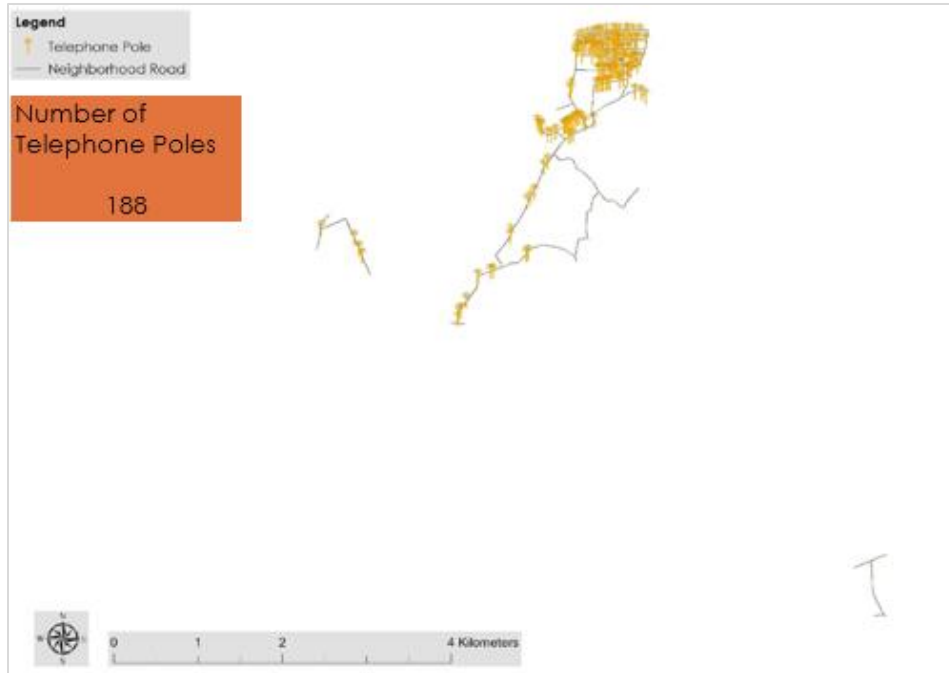 Legend
Telephone Pole
Neighborhood Road
Number of
Telephone Poles
188
0 1 2 4 Kilometers